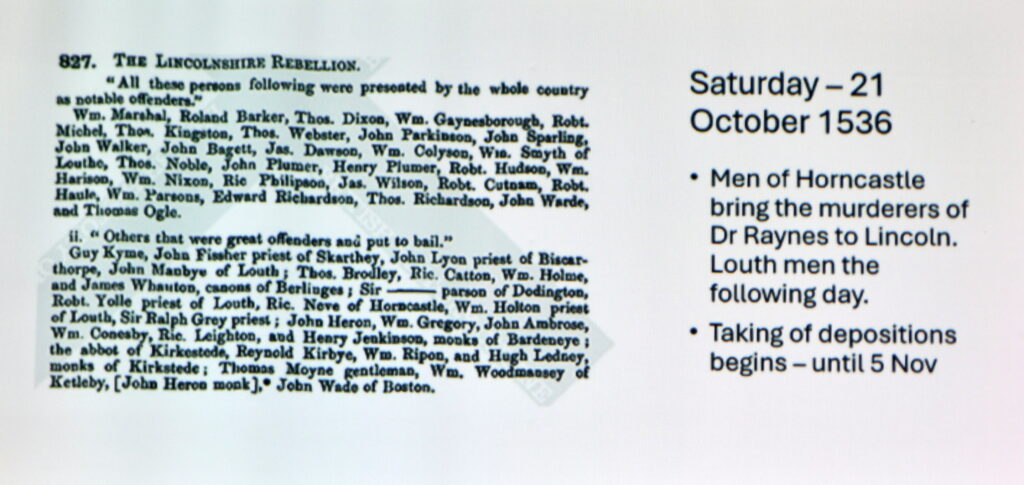 827. THE LINCOLNSHIRE REBELLION.
"All these persons following were presented by the whole country
as notable offenders."
Wm. Marshal, Roland Barker, Thos. Dixon, Wm. Gaynesborough, Robt.
Michel, Thos. Kingston, Thos. Webster, John Parkinson, John Sparling,
John Walker, John Bagett, Jas. Dawson, Wm. Colyson, Wm. Smyth of
Louthe, Thos. Noble, John Plumer, Henry Plumer, Robt. Hudson, Wm.
Harison, Wm. Nixon, Ric Philipson, Jas. Wilson, Robt. Cutnam, Robt.
Haule, Wm. Parsons, Edward Richardson, Thos. Richardson, John Warde,
and Thomas Ogle.
ii. "Others that were great offenders and put to bail."
Guy Kyme, John Fissher priest of Skarthey, John Lyon priest of Biscar-
thorpe, John Manbye of Louth; Thos. Brodley, Ric. Catton, Wm. Holme,
and James Whauton, canons of Berlinges; Sir —— parson of Dodington,
Robt. Yolle priest of Louth, Ric. Neve of Horncastle, Wm. Holton priest
of Louth, Sir Ralph Grey priest; John Heron, Wm. Gregory, John Ambrose,
Wm. Conesby, Ric. Leighton, and Henry Jenkinson, monks of Bardeneye;
the abbot of Kirkestede, Reynold Kirbye, Wm. Ripon, and Hugh Ledney,
monks of Kirkstede; Thomas Moyne gentleman, Wm. Woodmansey of
Ketleby, [John Heron monk],* John Wade of Boston.
Saturday – 21
October 1536
• Men of Horncastle
bring the murderers of
Dr Raynes to Lincoln.
Louth men the
following day.
• Taking of depositions
begins – until 5 Nov